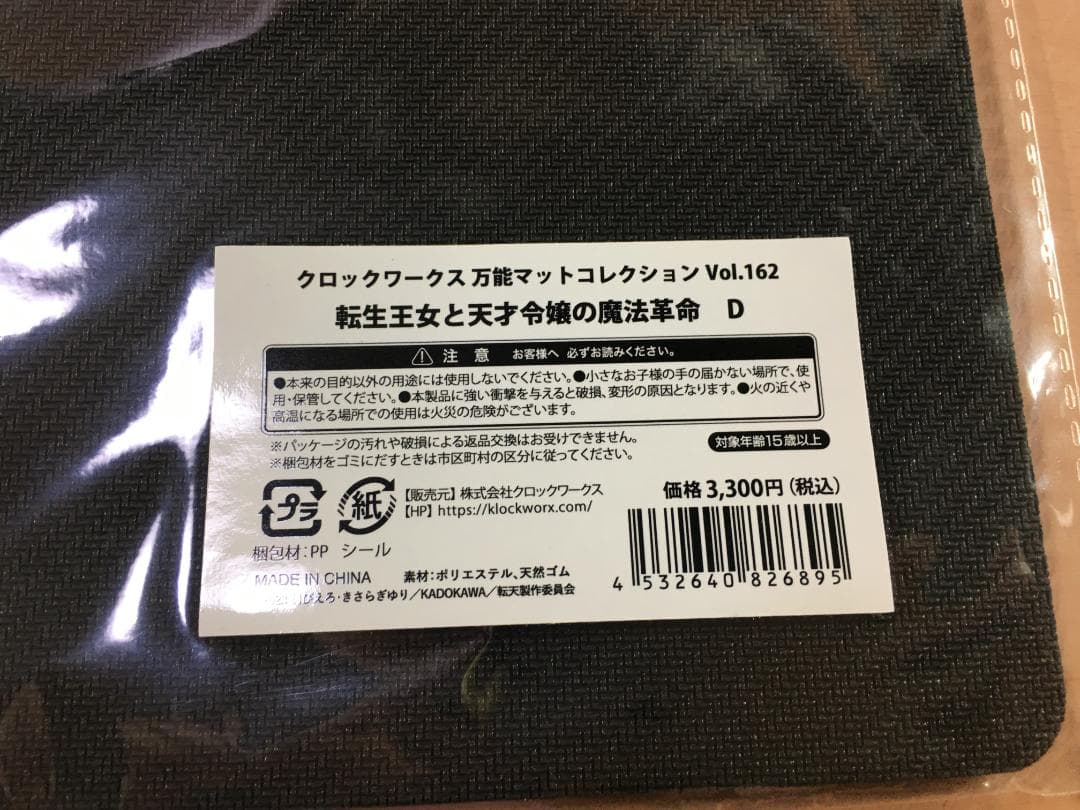 クロックワークス 万能マットコレクション Vol.162
転生王女と天才令嬢の魔法革命 D
注意 お客様へ 必ずお読みください。
●本来の目的以外の用途には使用しないでください。●小さなお子様の手の届かない場所で、使
用・保管してください。●本製品に強い衝撃を与えると破損、変形の原因となります。●火の近くや
高温になる場所での使用は火災の危険がございます。
※パッケージの汚れや破損による返品交換はお受けできません。
※梱包材をゴミにだすときは市区町村の区分に従ってください。
対象年齢15歳以上
プラ
紙
【販売元】株式会社クロックワークス
【HP】https://klockworx.com/
価格 3,300円(税込)
梱包材:PP シール
MADE IN CHINA 素材:ポリエステル、天然ゴム
ぴえろ・きさらぎゆり/KADOKAWA/転天製作委員会
4 532640 826895